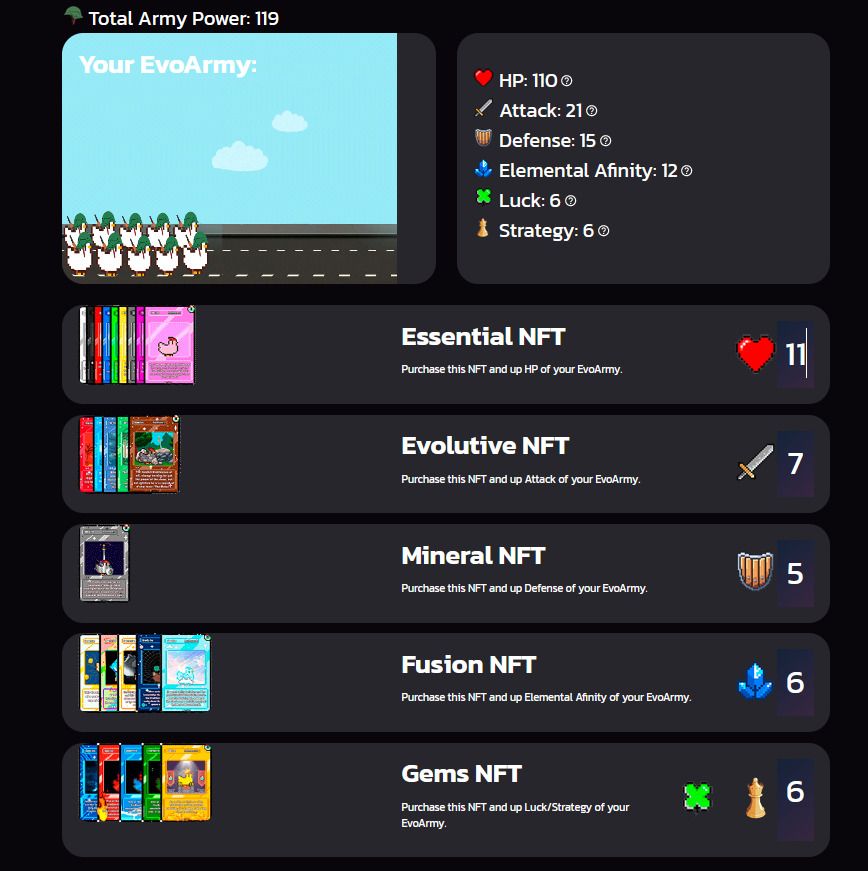 Total Army Power: 119
Your EvoArmy:
HP: 110
Attack: 21
Defense: 15
Elemental Afinity: 12
Luck: 6
Strategy: 6
Essential NFT
Purchase this NFT and up HP of your EvoArmy.
11
Evolutive NFT
Purchase this NFT and up Attack of your EvoArmy.
7
Mineral NFT
Purchase this NFT and up Defense of your EvoArmy.
5
Fusion NFT
Purchase this NFT and up Elemental Afinity of your EvoArmy.
6
Gems NFT
Purchase this NFT and up Luck/Strategy of your
EvoArmy.
6